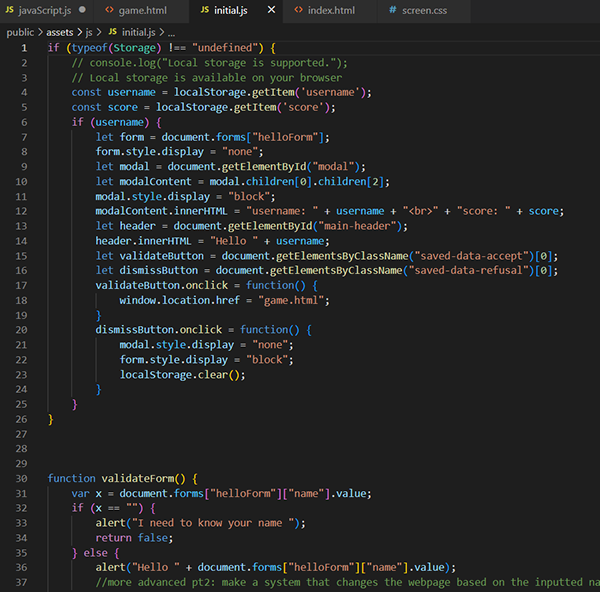 javaScript.js game.html initial.js index.html screen.css
public > assets > js > initial.js > ...
1 if (typeof(Storage) !== "undefined") {
2 // console.log("Local storage is supported.");
3 // Local storage is available on your browser
4 const username = localStorage.getItem('username');
5 const score = localStorage.getItem('score');
6 if (username) {
7 let form = document.forms["helloForm"];
8 form.style.display = "none";
9 let modal = document.getElementById("modal");
10 let modalContent = modal.children[0].children[2];
11 modal.style.display = "block";
12 modalContent.innerHTML = "username: " + username + "<br>" + "score: " + score;
13 let header = document.getElementById("main-header");
14 header.innerHTML = "Hello " + username;
15 let validateButton = document.getElementsByClassName("saved-data-accept")[0];
16 let dismissButton = document.getElementsByClassName("saved-data-refusal")[0];
17 validateButton.onclick = function() {
18 window.location.href = "game.html";
19 }
20 dismissButton.onclick = function() {
21 modal.style.display = "none";
22 form.style.display = "block";
23 localStorage.clear();
24 }
25 }
26 }
27
28
29
30 function validateForm() {
31 var x = document.forms["helloForm"]["name"].value;
32 if (x == "") {
33 alert("I need to know your name ");
34 return false;
35 } else {
36 alert("Hello " + document.forms["helloForm"]["name"].value);
37 //more advanced pt2: make a system that changes the webpage based on the inputted